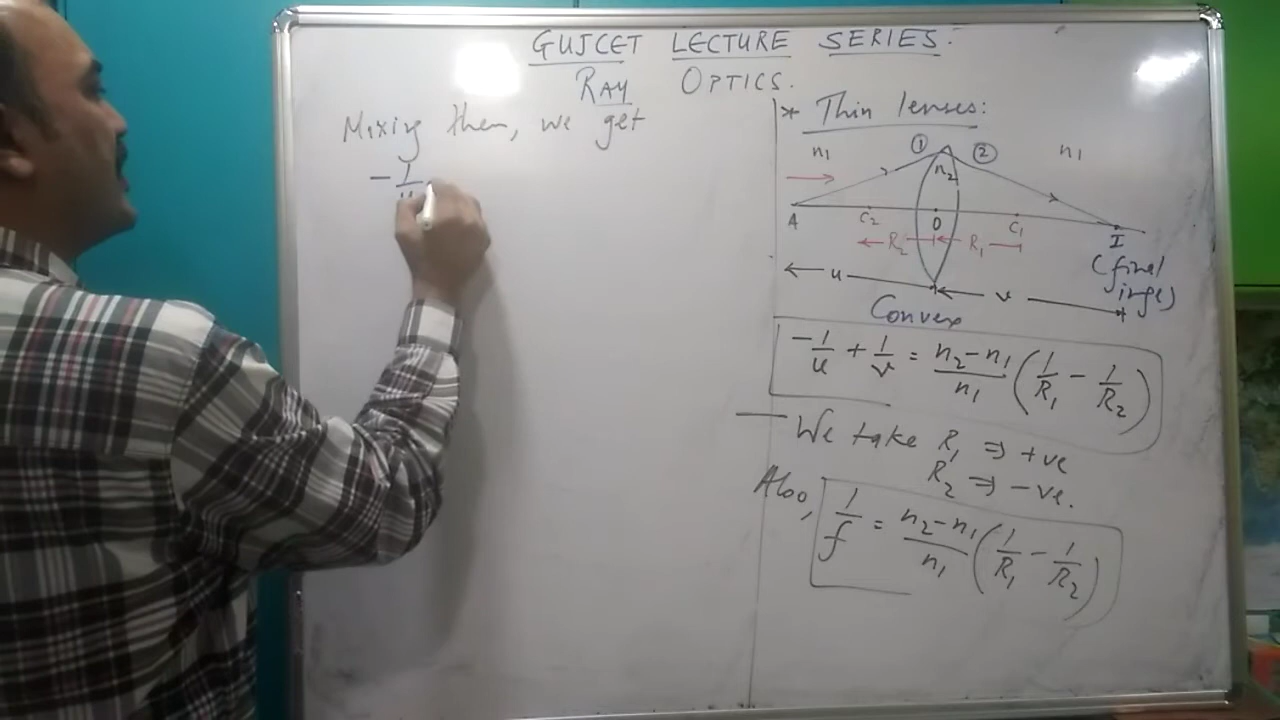 GUJCET LECTURE SERIES.
RAY OPTICS.
Mixing them, we get
- 1/u
* Thin lenses:
n1 ① ② n1
n2
A C2 O C1 I
R2 R1
(final
u v
Convex
-1/u + 1/v = (n2-n1)/n1 (1/R1 - 1/R2)
We take R1 ⇒ +ve
R2 ⇒ -ve.
Also, 1/f = (n2-n1)/n1 (1/R1 - 1/R2)